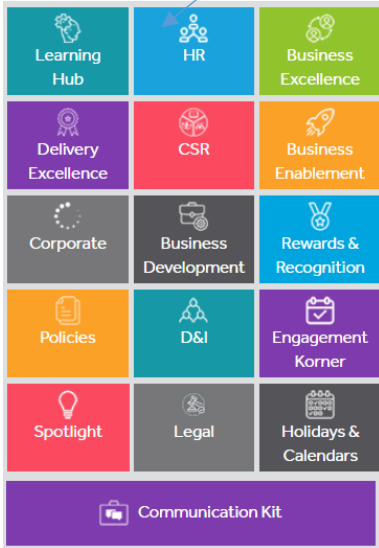 Learning
Hub
HR
Business
Excellence
Delivery
Excellence
CSR
Business
Enablement
Corporate
Business
Development
Rewards &
Recognition
Policies
D&I
Engagement
Korner
Spotlight
Legal
Holidays &
Calendars
Communication Kit